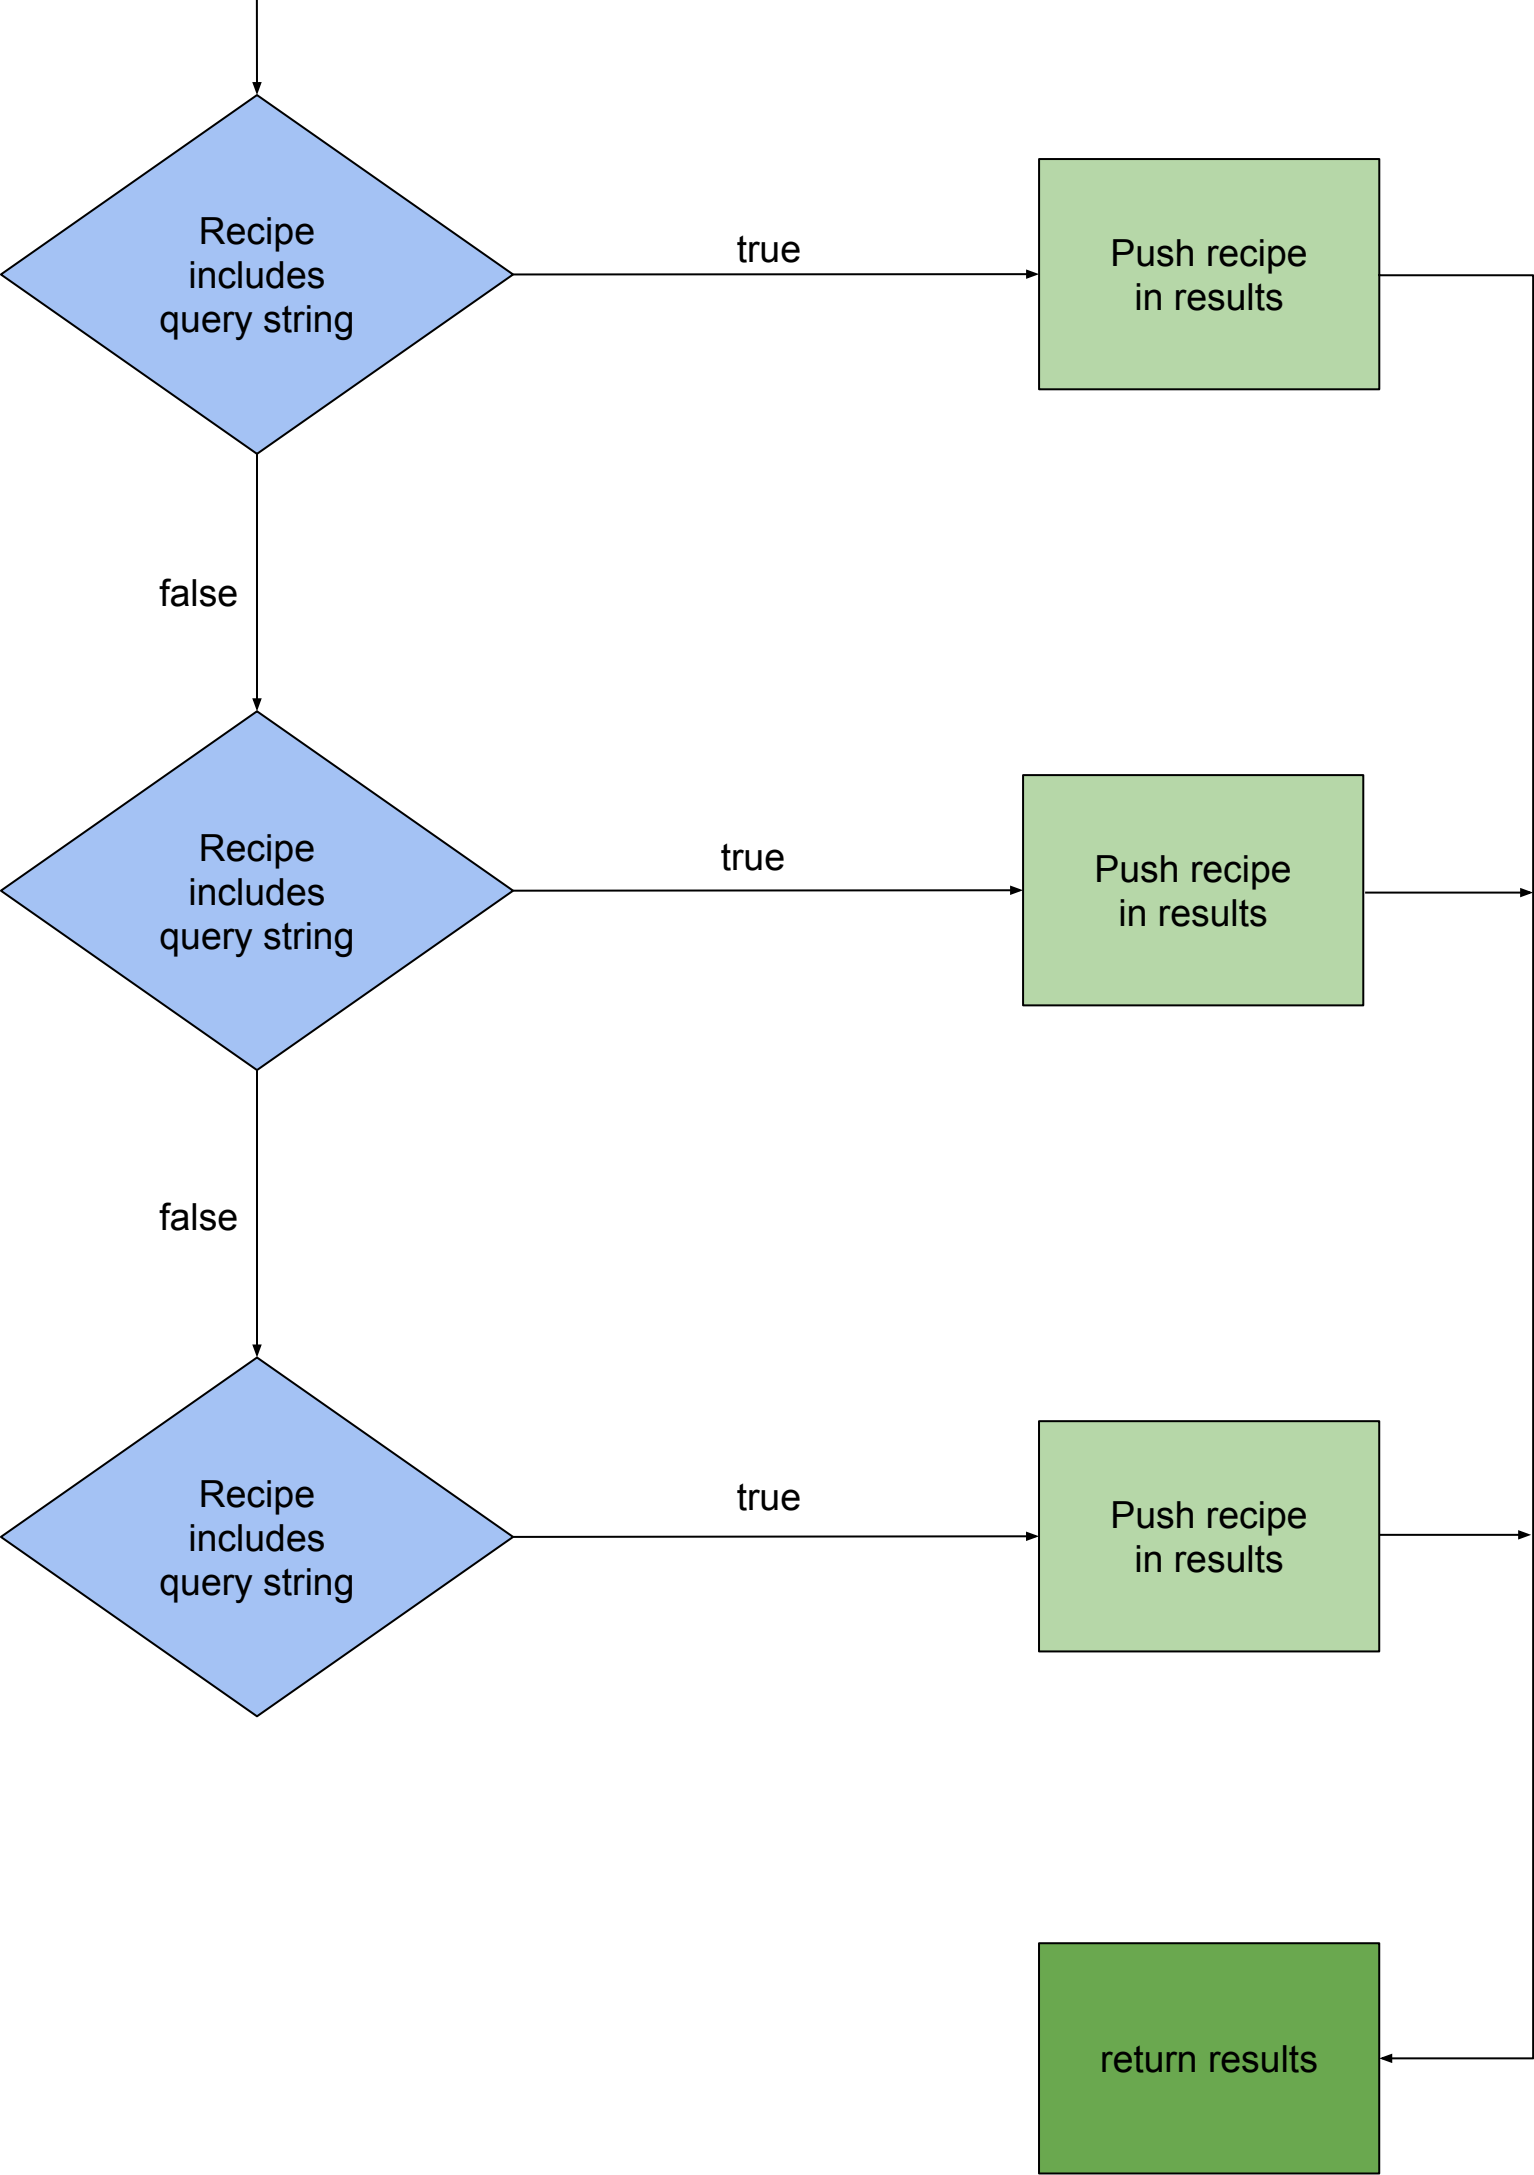 Recipe
includes
query string
true
Push recipe
in results
false
Recipe
includes
query string
true
Push recipe
in results
false
Recipe
includes
query string
true
Push recipe
in results
return results